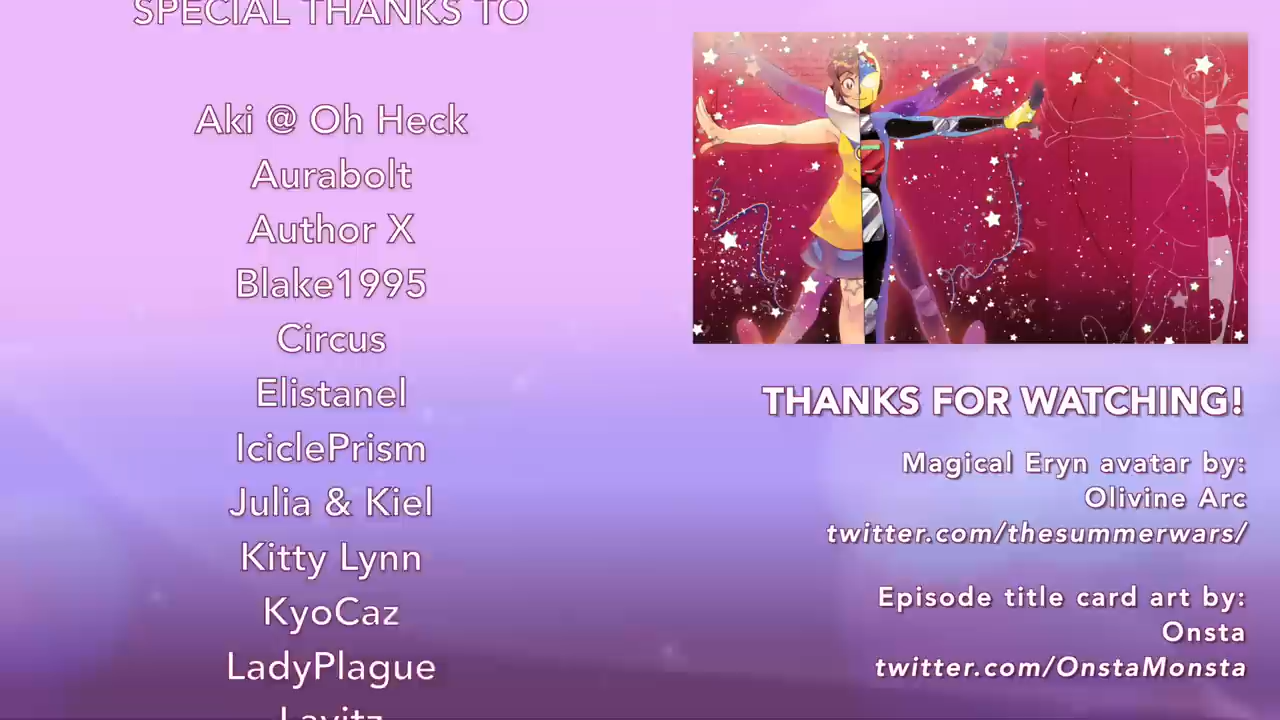 SPECIAL THANKS TO
Aki @ Oh Heck
Aurabolt
Author X
Blake1995
Circus
Elistanel
IciclePrism
Julia & Kiel
Kitty Lynn
KyoCaz
LadyPlague
Lavitz
THANKS FOR WATCHING!
Magical Eryn avatar by:
Olivine Arc
twitter.com/thesummerwars/
Episode title card art by:
Onsta
twitter.com/OnstaMonsta